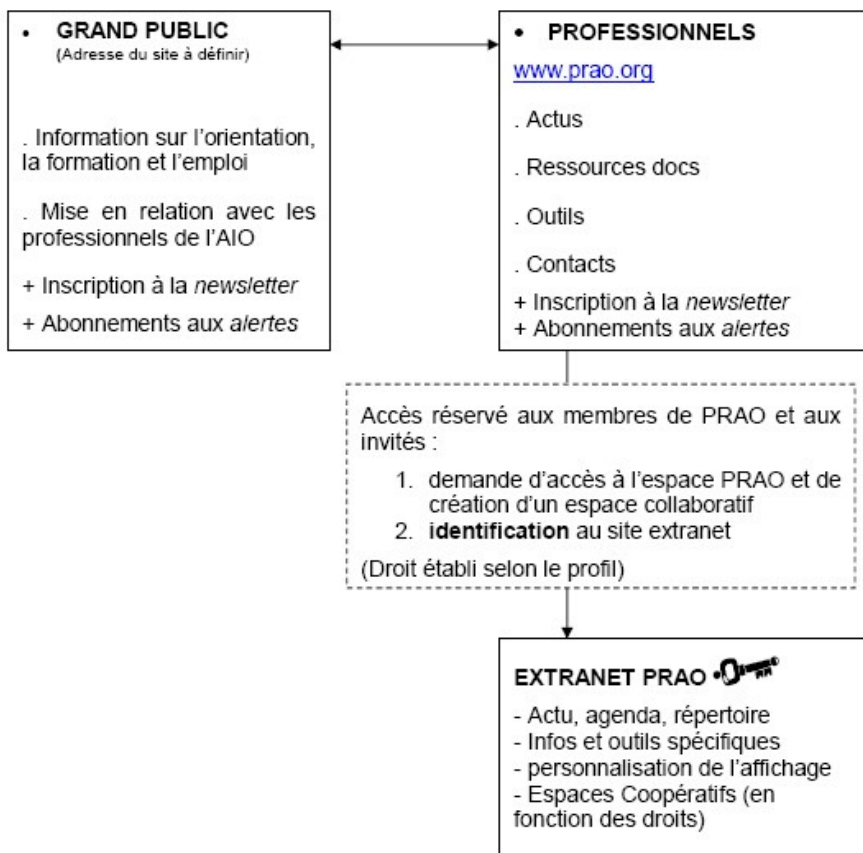 • GRAND PUBLIC
(Adresse du site à définir)
. Information sur l'orientation,
la formation et l'emploi
. Mise en relation avec les
professionnels de l'AIO
+ Inscription à la newsletter
+ Abonnements aux alertes
• PROFESSIONNELS
www.prao.org
. Actus
. Ressources docs
. Outils
. Contacts
+ Inscription à la newsletter
+ Abonnements aux alertes
Accès réservé aux membres de PRAO et aux
invités :
1. demande d'accès à l'espace PRAO et de
création d'un espace collaboratif
2. identification au site extranet
(Droit établi selon le profil)
EXTRANET PRAO
- Actu, agenda, répertoire
- Infos et outils spécifiques
- personnalisation de l'affichage
- Espaces Coopératifs (en
fonction des droits)